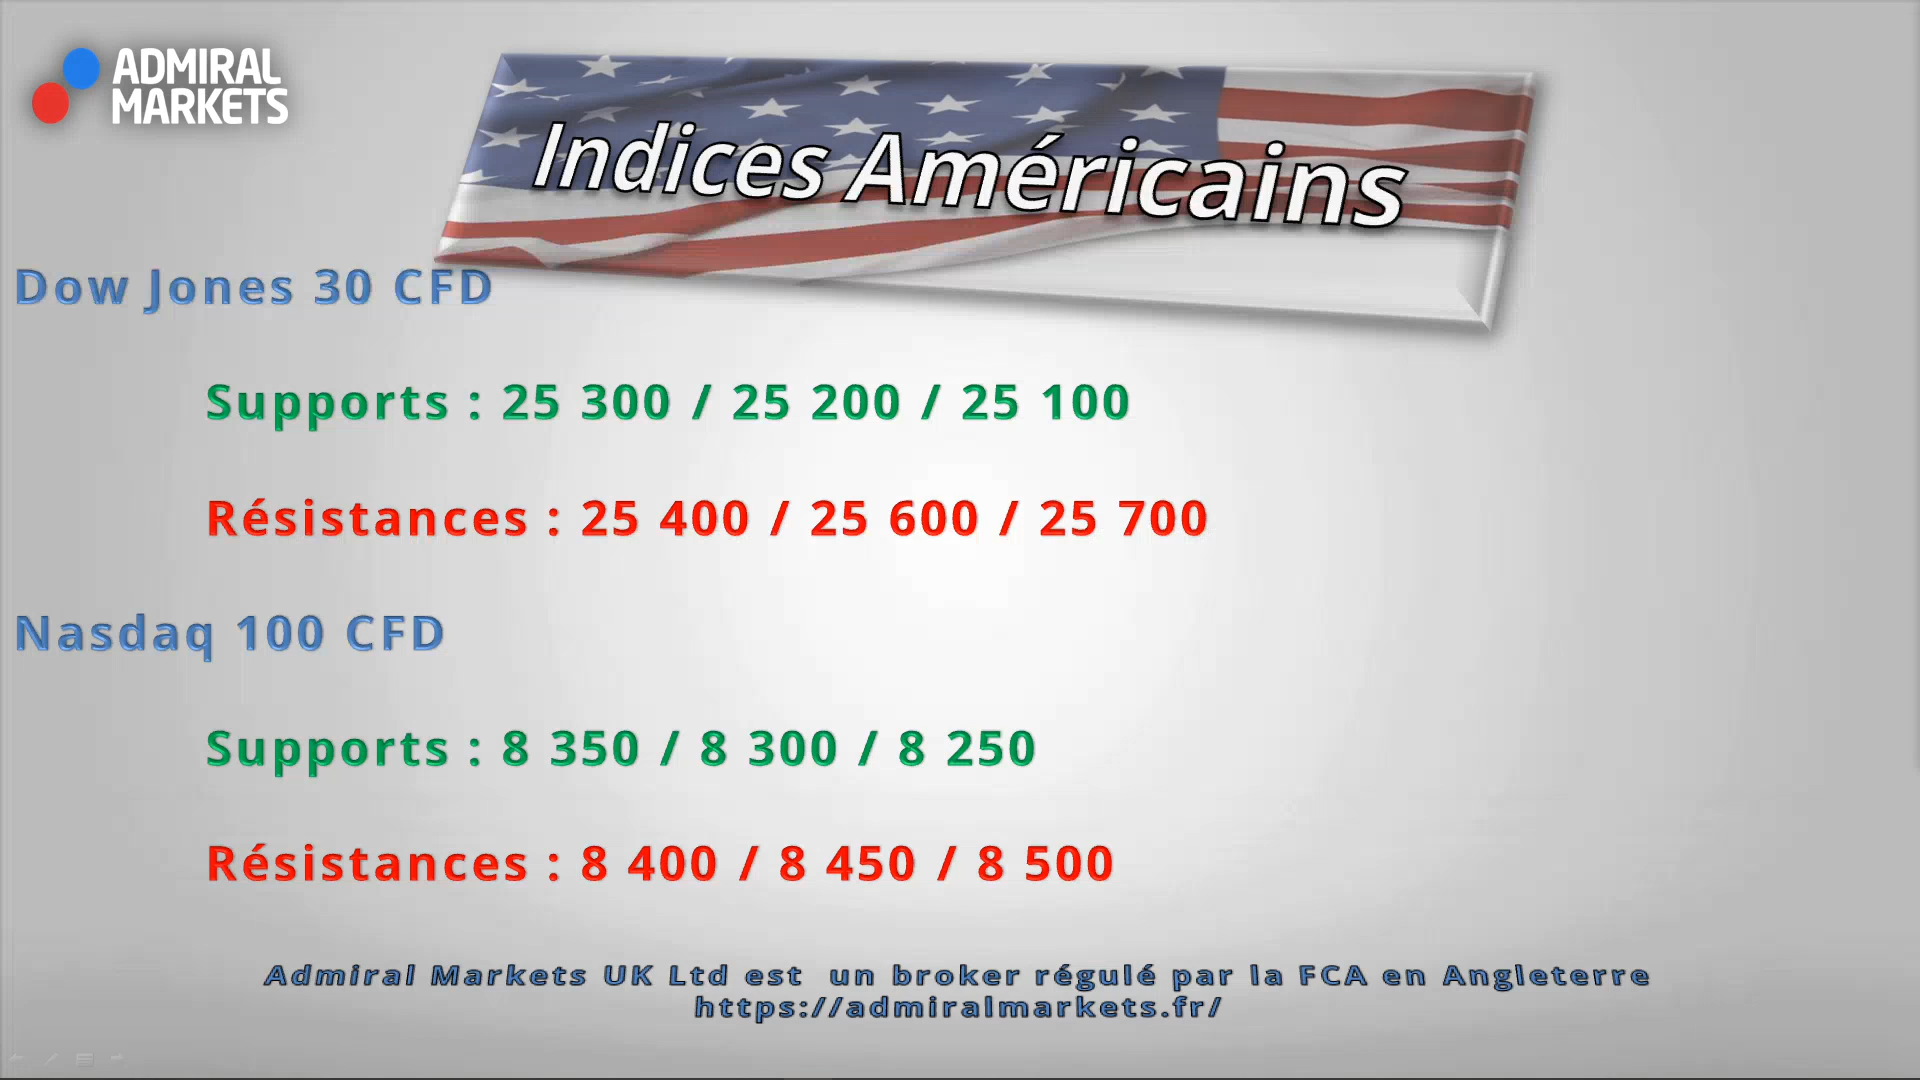 ADMIRAL
MARKETS
Indices Américains
Dow Jones 30 CFD
Supports : 25 300 / 25 200 / 25 100
Résistances : 25 400 / 25 600 / 25 700
Nasdaq 100 CFD
Supports : 8 350 / 8 300 / 8 250
Résistances : 8 400 / 8 450 / 8 500
Admiral Markets UK Ltd est un broker régulé par la FCA en Angleterre
https://admiralmarkets.fr/